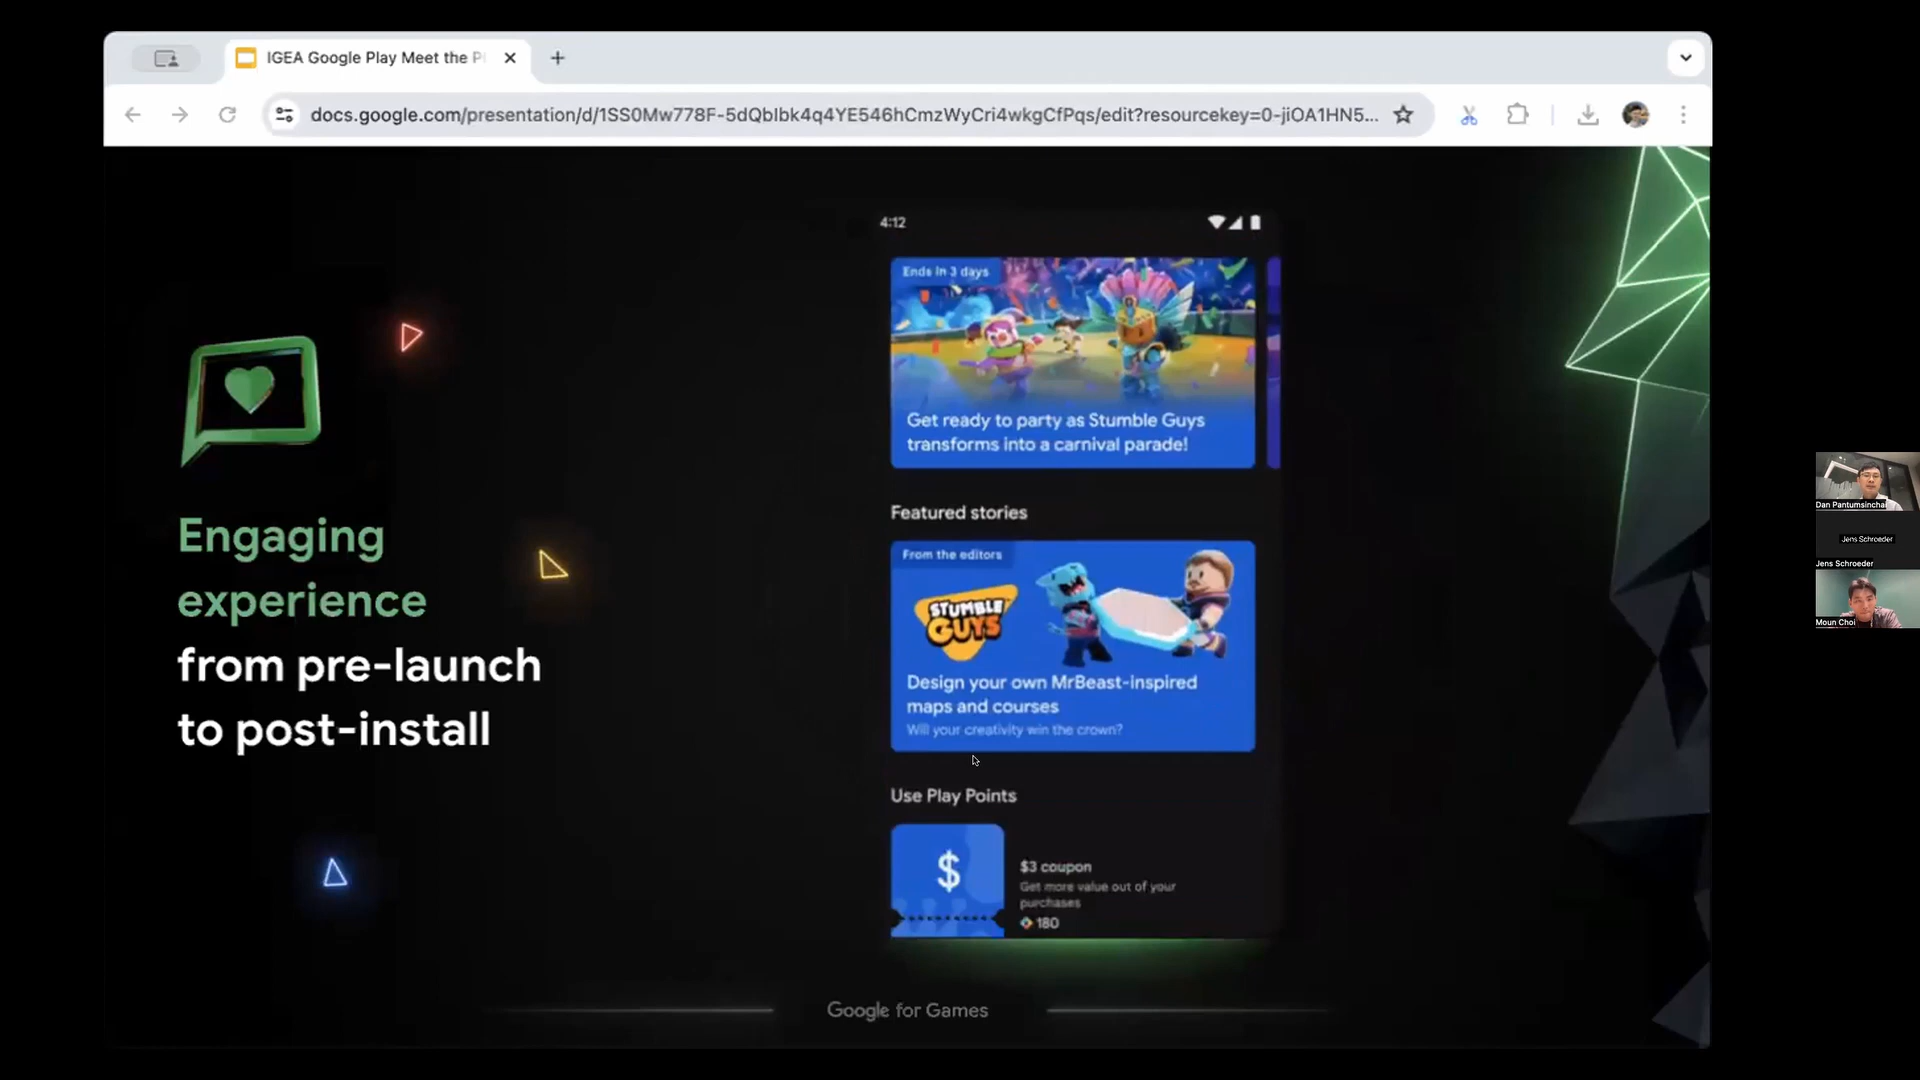 IGEA Google Play Meet the P
docs.google.com/presentation/d/1SS0Mw778F-5dQbIbk4q4YE546hCmzWyCri4wkgCfPqs/edit?resourcekey=0-jiOA1HN5...
4:12
Ends in 3 days
Get ready to party as Stumble Guys
transforms into a carnival parade!
Featured stories
From the editors
STUMBLE
GUYS
Design your own MrBeast-inspired
maps and courses
Will your creativity win the crown?
Use Play Points
$
$3 coupon
Get more value out of your
purchases
180
Engaging
experience
from pre-launch
to post-install
Google for Games
Dan Pantumsinchai
Jens Schroeder
Jens Schroeder
Moun Choi